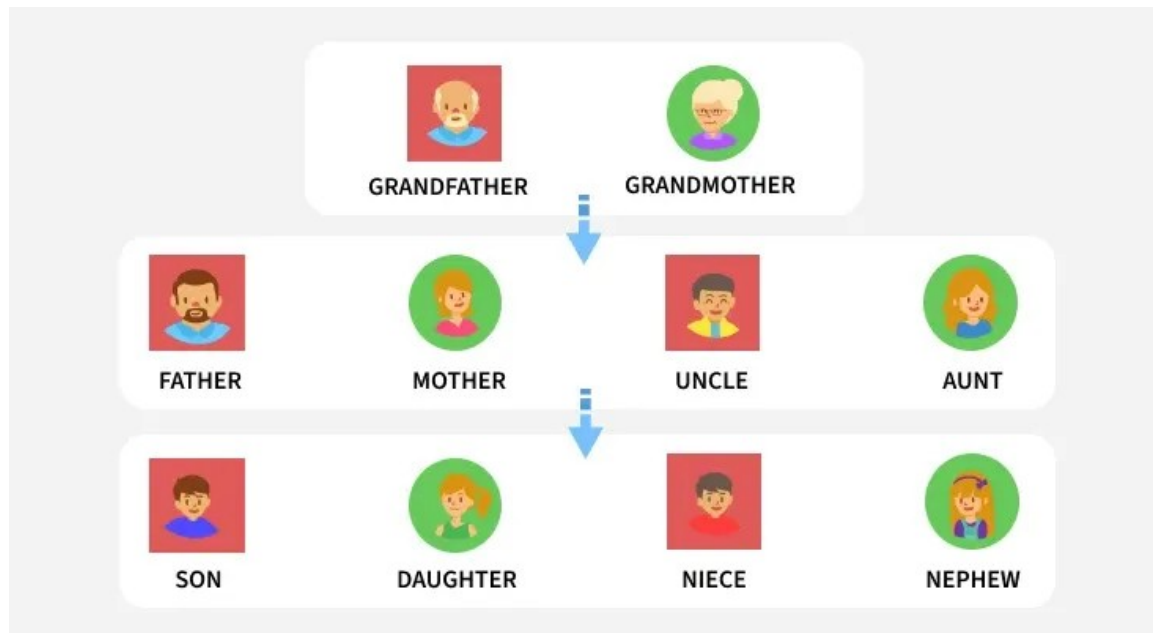 GRANDFATHER
GRANDMOTHER
FATHER
MOTHER
UNCLE
AUNT
SON
DAUGHTER
NIECE
NEPHEW